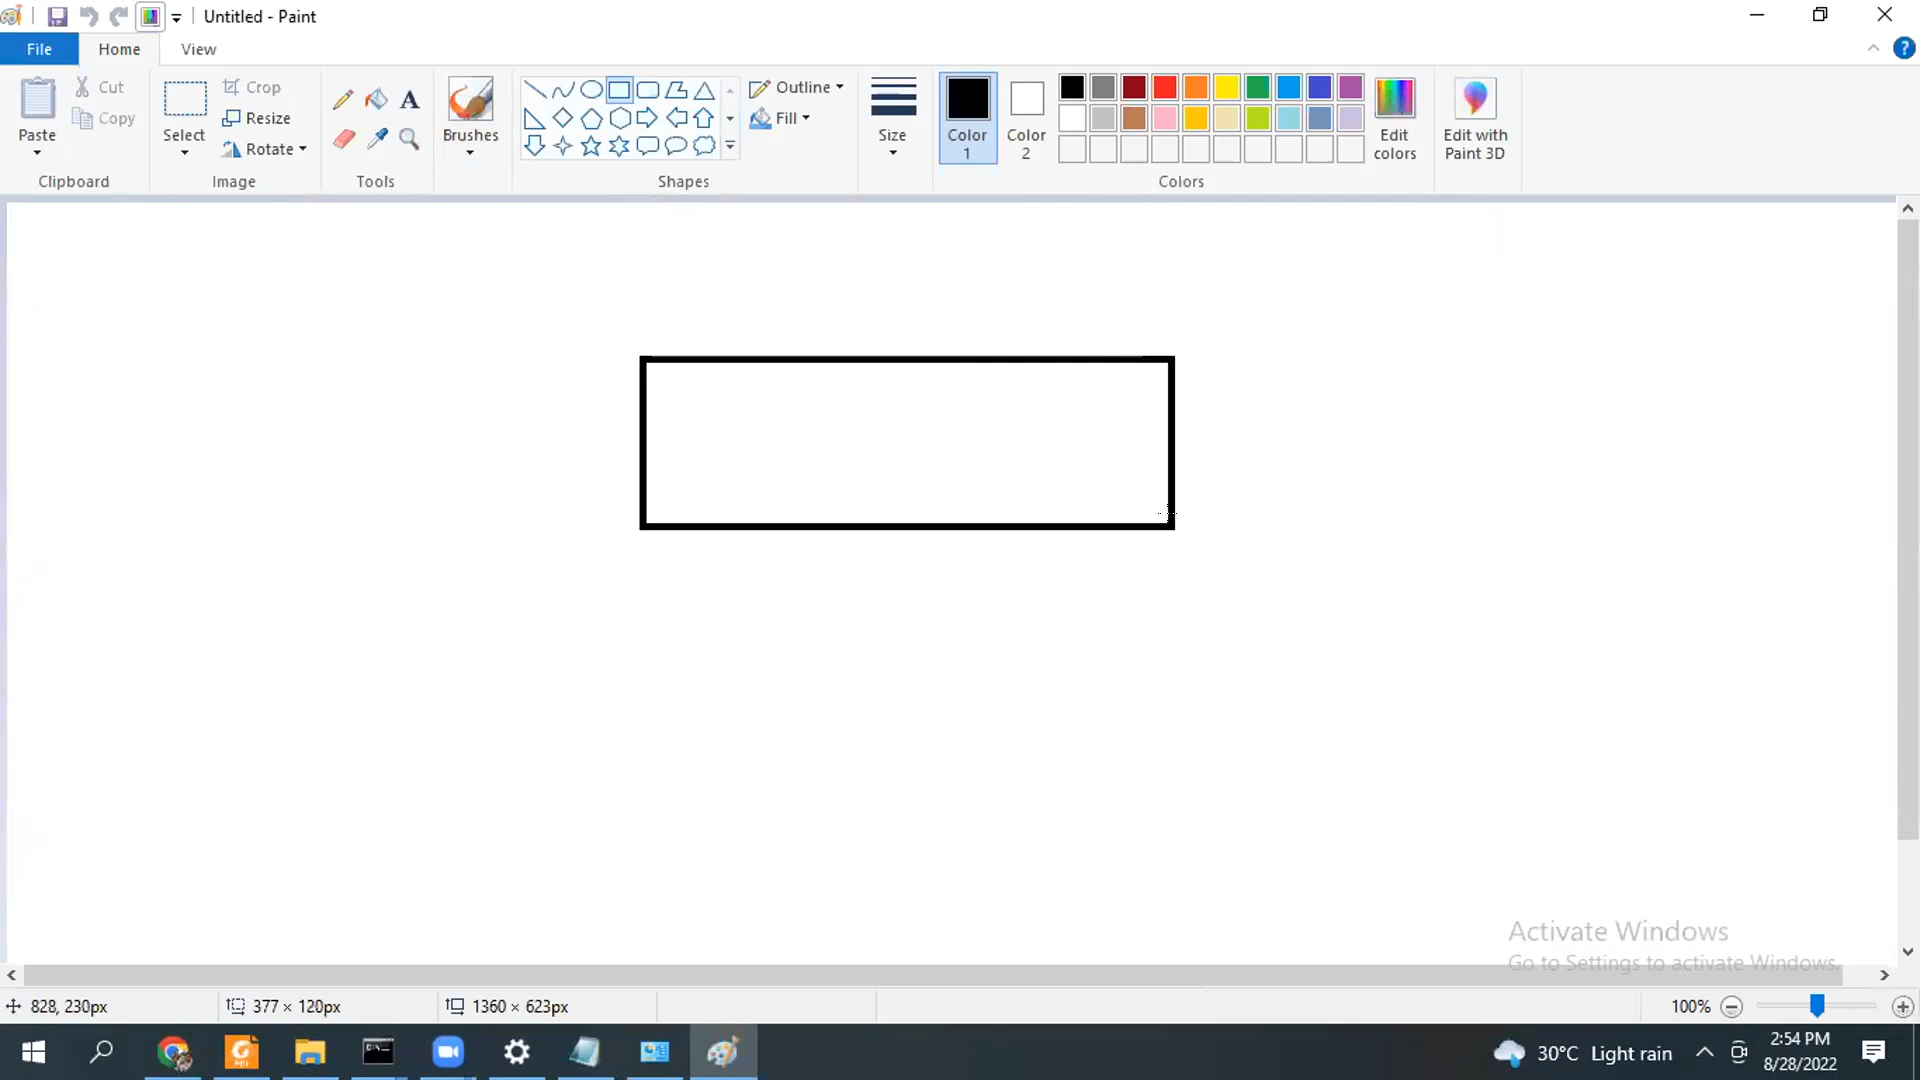 Untitled - Paint
File Home View
Paste
Cut
Copy
Clipboard
Select
Crop
Resize
Rotate
Image
A
Tools
Brushes
Outline
Fill
Shapes
Size
Color 1
Color 2
Edit colors
Colors
Edit with Paint 3D
?
Activate Windows
Go to Settings to activate Windows.
828, 230px 377 × 120px 1360 × 623px 100%
PDF
30°C Light rain
2:54 PM
8/28/2022